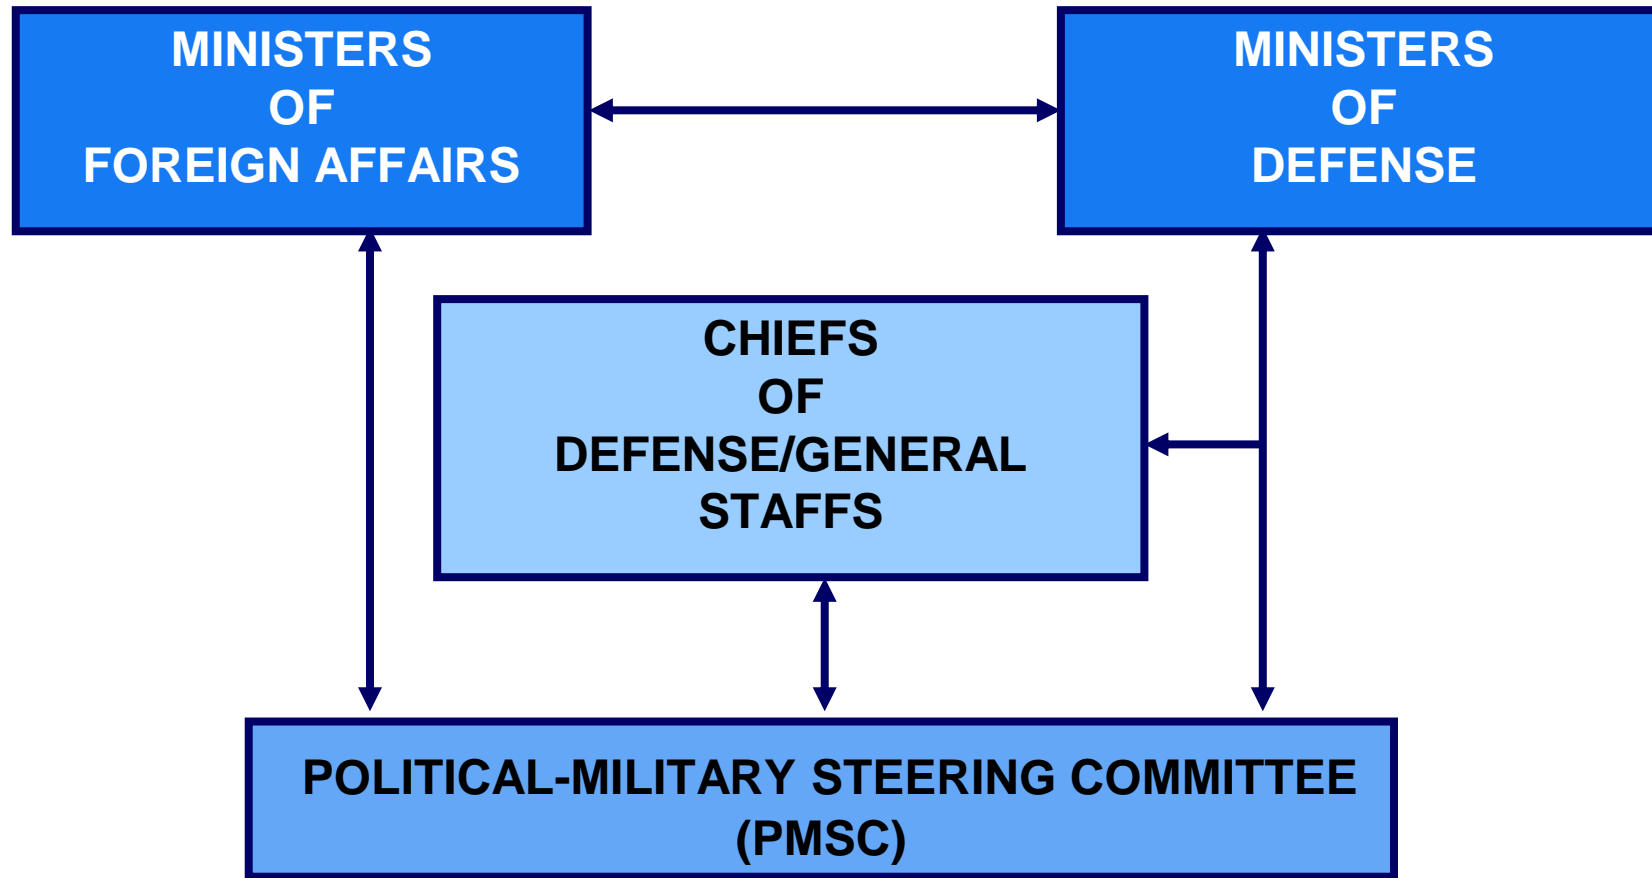 MINISTERS
OF
FOREIGN AFFAIRS
MINISTERS
OF
DEFENSE
CHIEFS
OF
DEFENSE/GENERAL
STAFFS
POLITICAL-MILITARY STEERING COMMITTEE
(PMSC)